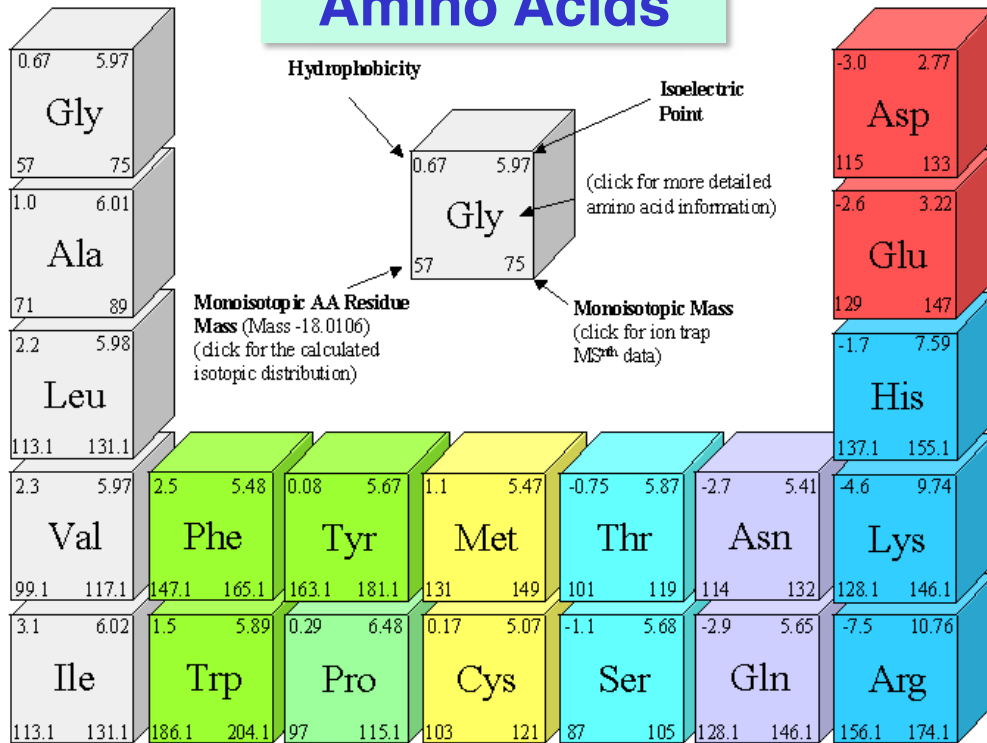 Amino Acids
Hydrophobicity
Isoelectric
Point
0.67 5.97
Gly
57 75
(click for more detailed
amino acid information)
Monoisotopic AA Residue
Mass (Mass -18.0106)
(click for the calculated
isotopic distribution)
Monoisotopic Mass
(click for ion trap
MSnth data)
0.67 5.97
Gly
57 75
1.0 6.01
Ala
71 89
2.2 5.98
Leu
113.1 131.1
2.3 5.97
Val
99.1 117.1
3.1 6.02
Ile
113.1 131.1
2.5 5.48
Phe
147.1 165.1
1.5 5.89
Trp
186.1 204.1
0.08 5.67
Tyr
163.1 181.1
0.29 6.48
Pro
97 115.1
1.1 5.47
Met
131 149
0.17 5.07
Cys
103 121
-0.75 5.87
Thr
101 119
-1.1 5.68
Ser
87 105
-2.7 5.41
Asn
114 132
-2.9 5.65
Gln
128.1 146.1
-3.0 2.77
Asp
115 133
-2.6 3.22
Glu
129 147
-1.7 7.59
His
137.1 155.1
-4.6 9.74
Lys
128.1 146.1
-7.5 10.76
Arg
156.1 174.1